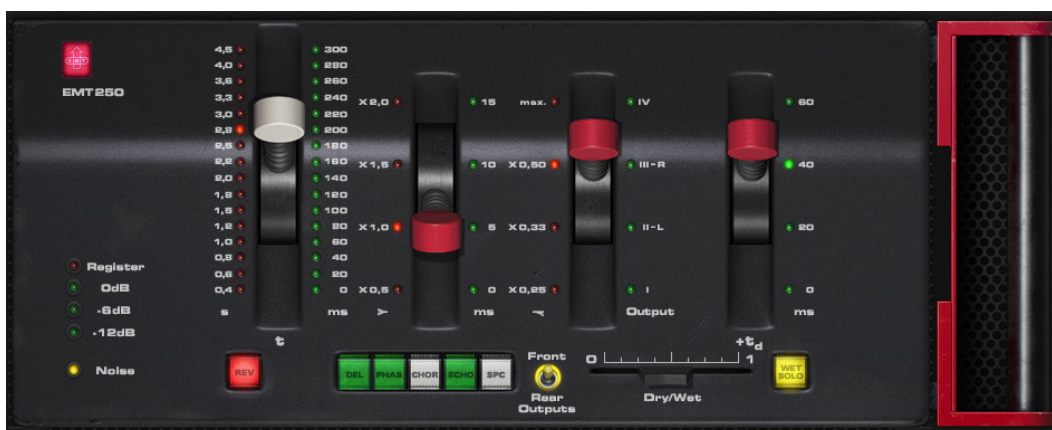 EMT
EMT250
4,5 300
4,0 280
3,6 260
3,3 240
3,0 220
2,8 200
2,5 180
2,2 160
2,0 140
1,8 120
1,5 100
1,2 80
1,0 60
0,8 40
0,6 20
0,4 0
s ms
t
X2,0 15
X1,5 10
X1,0 5
X0,5 0
ms
max. IV
X0,50 III-R
X0,33 II-L
X0,25 I
Output
60
40
20
0
ms
+td
Register
0dB
-6dB
-12dB
Noise
REV
DEL PHAS CHOR ECHO SPC
Front
Rear
Outputs
0 1
Dry/Wet
WET
SOLO